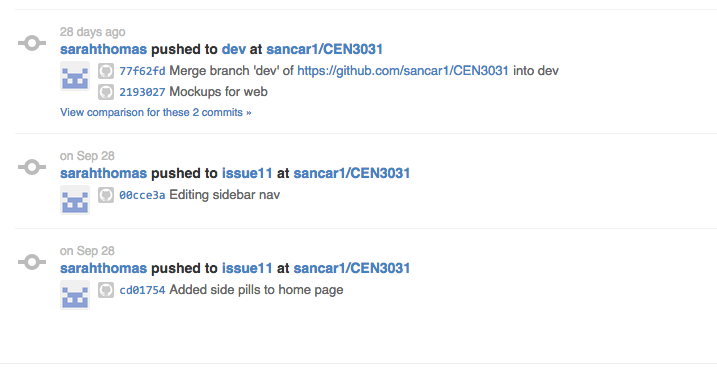 28 days ago
sarahthomas pushed to dev at sancar1/CEN3031
77f62fd Merge branch 'dev' of https://github.com/sancar1/CEN3031 into dev
2193027 Mockups for web
View comparison for these 2 commits »
on Sep 28
sarahthomas pushed to issue11 at sancar1/CEN3031
00cce3a Editing sidebar nav
on Sep 28
sarahthomas pushed to issue11 at sancar1/CEN3031
cd01754 Added side pills to home page